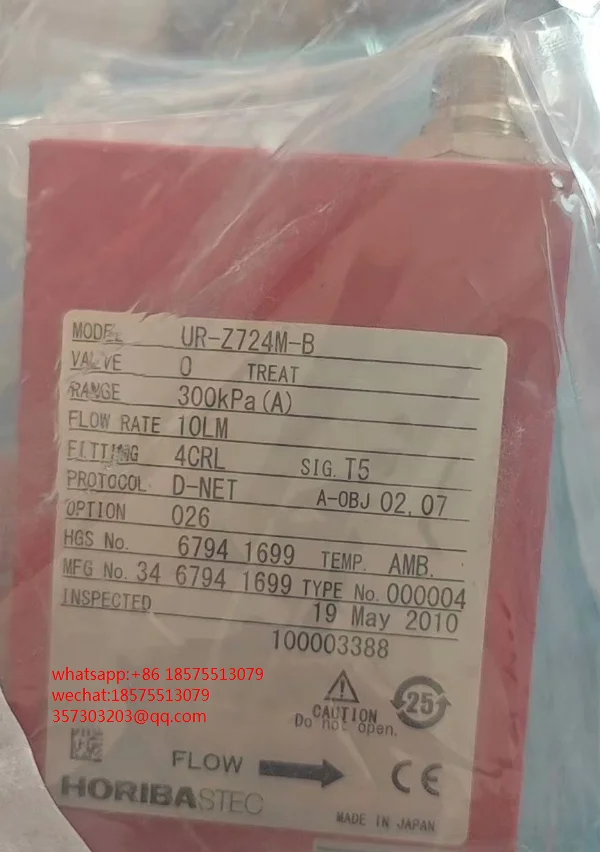 MODEL UR-Z724M-B
VALVE O TREAT
RANGE 300kPa(A)
FLOW RATE 10LM
FITTING 4CRL SIG. T5
PROTOCOL D-NET A-OBJ 02, 07
OPTION 026
HGS No. 6794 1699 TEMP. AMB.
MFG No. 34 6794 1699 TYPE No. 000004
INSPECTED 19 May 2010
100003388
whatsapp:+86 18575513079
wechat:18575513079
357303203@qq.com
CAUTION
Do not open.
25
FLOW
CE
HORIBASTEC
MADE IN JAPAN